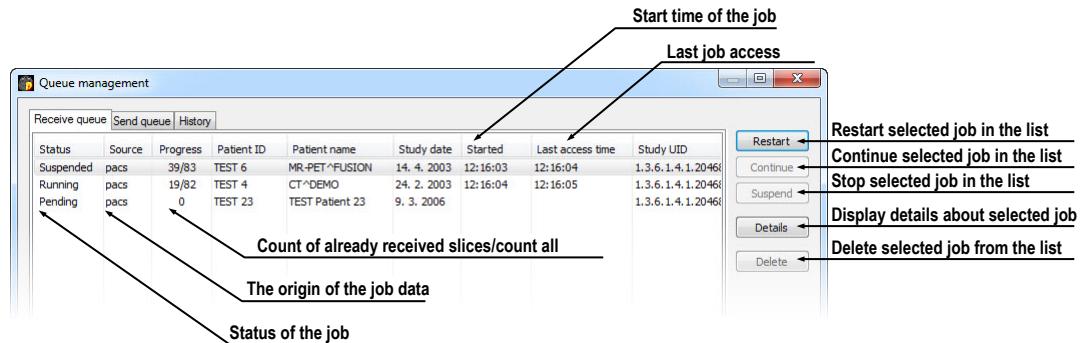 Start time of the job
Last job access
Queue management
Receive queue Send queue History
Status Source Progress Patient ID Patient name Study date Started Last access time Study UID
Suspended pacs 39/83 TEST 6 MR-PET^FUSION 14. 4. 2003 12:16:03 12:16:04 1.3.6.1.4.1.20468
Running pacs 19/82 TEST 4 CT^DEMO 24. 2. 2003 12:16:04 12:16:05 1.3.6.1.4.1.20468
Pending pacs 0 TEST 23 TEST Patient 23 9. 3. 2006 1.3.6.1.4.1.20468
Restart
Continue
Suspend
Details
Delete
Restart selected job in the list
Continue selected job in the list
Stop selected job in the list
Display details about selected job
Delete selected job from the list
Count of already received slices/count all
The origin of the job data
Status of the job